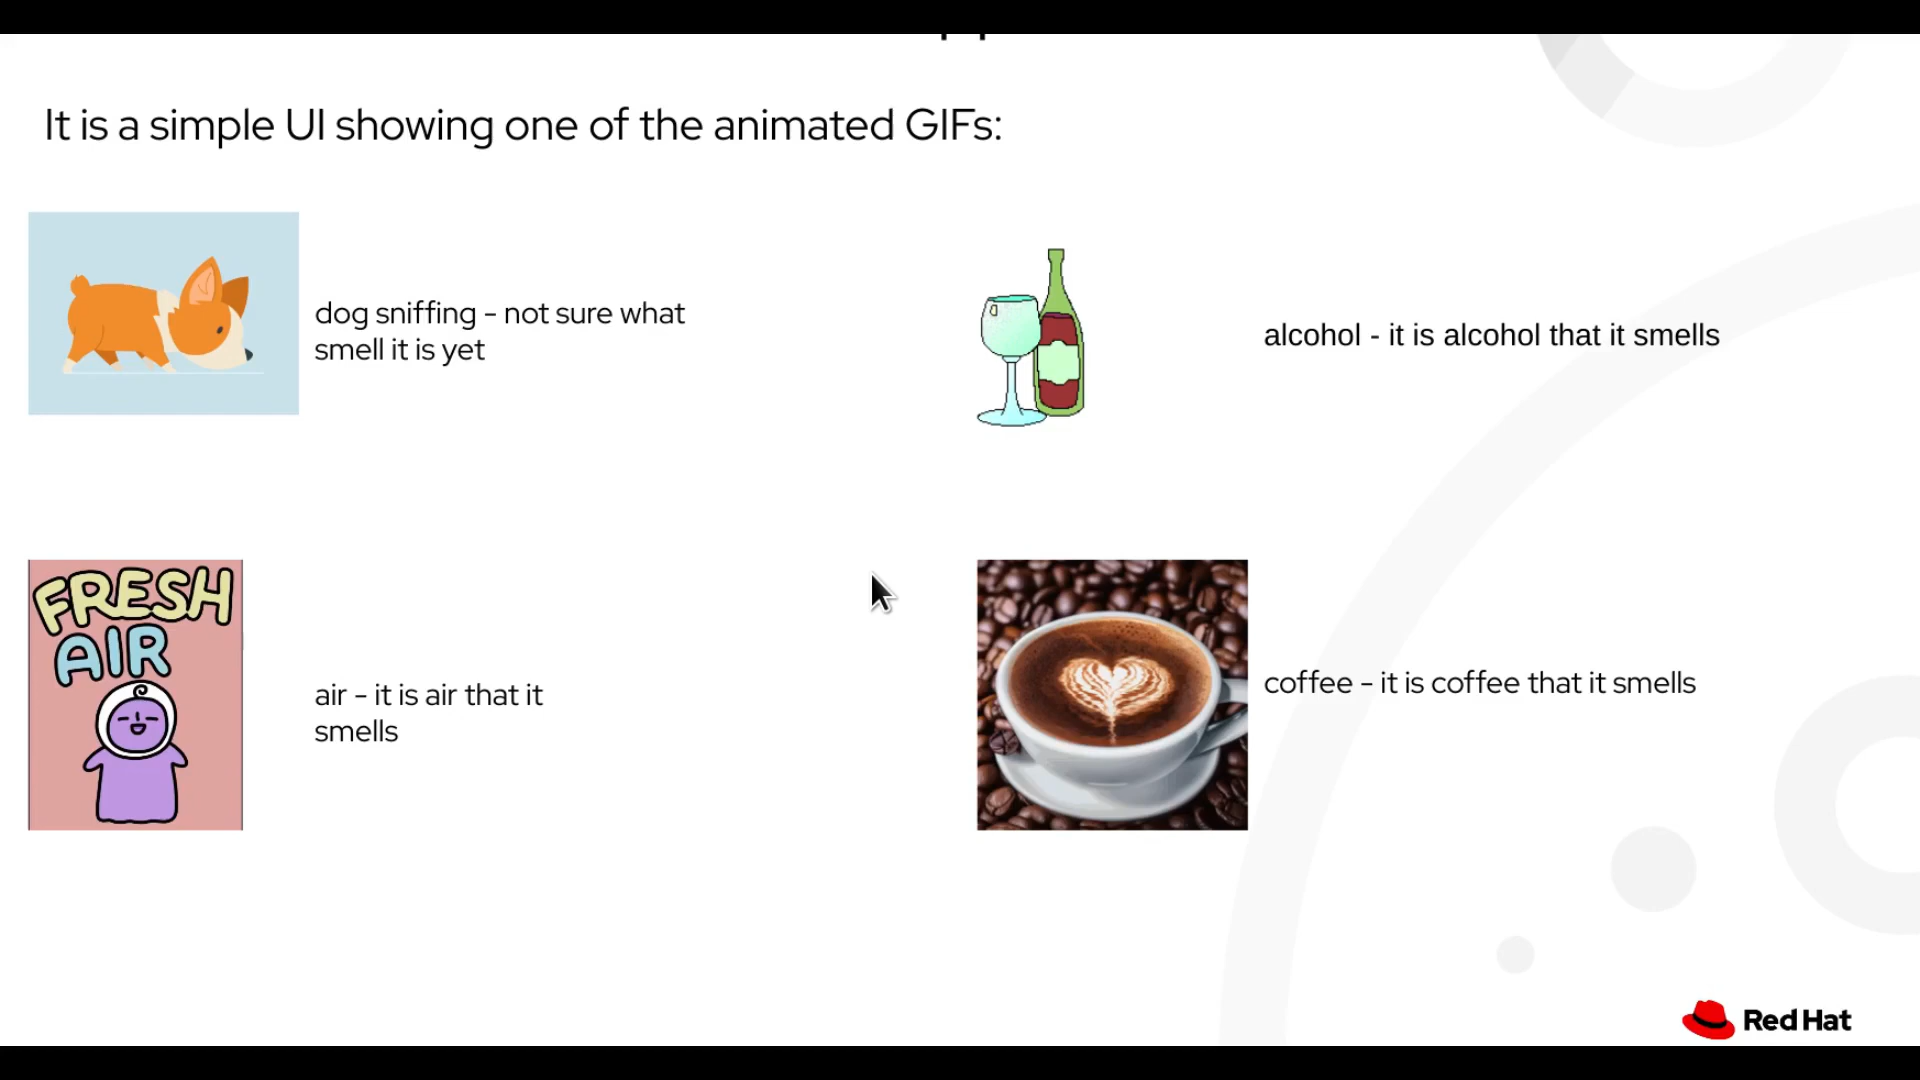 It is a simple UI showing one of the animated GIFs:
dog sniffing - not sure what
smell it is yet
alcohol - it is alcohol that it smells
FRESH
AIR
air - it is air that it
smells
coffee - it is coffee that it smells
Red Hat